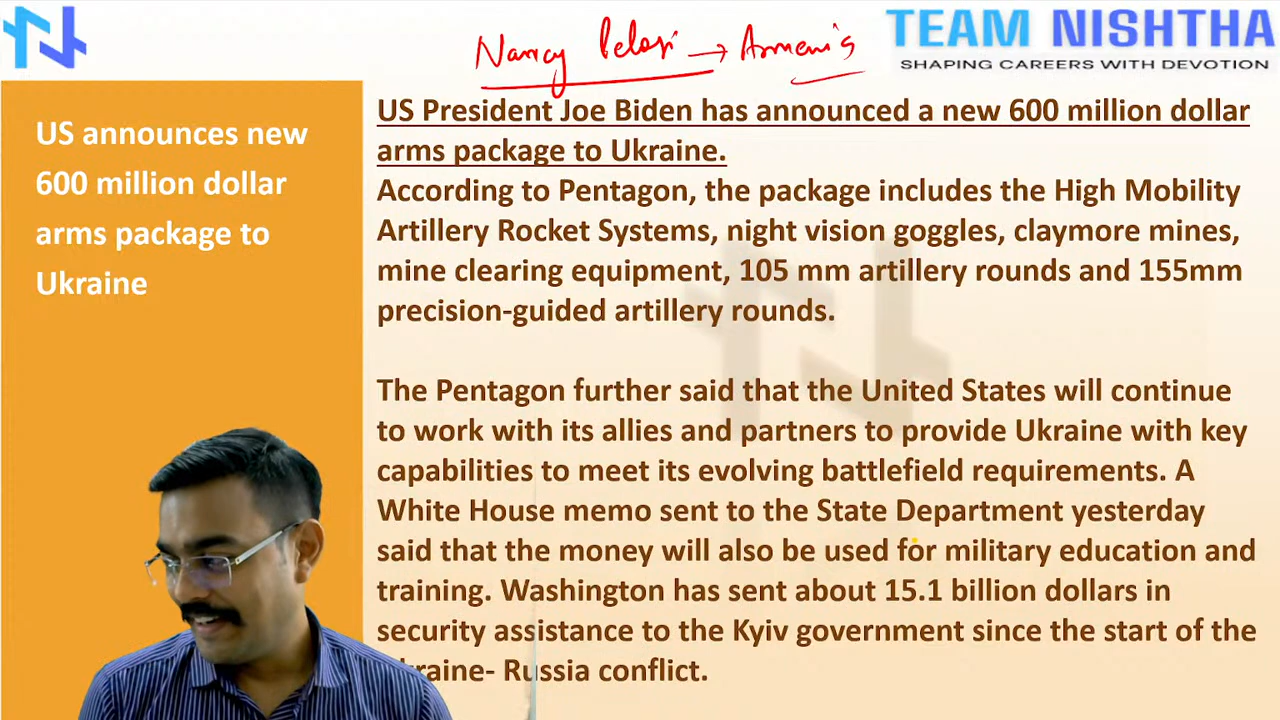 Nancy Pelosi → Armenia
TEAM NISHTHA
SHAPING CAREERS WITH DEVOTION
US announces new
600 million dollar
arms package to
Ukraine
US President Joe Biden has announced a new 600 million dollar
arms package to Ukraine.
According to Pentagon, the package includes the High Mobility
Artillery Rocket Systems, night vision goggles, claymore mines,
mine clearing equipment, 105 mm artillery rounds and 155mm
precision-guided artillery rounds.
The Pentagon further said that the United States will continue
to work with its allies and partners to provide Ukraine with key
capabilities to meet its evolving battlefield requirements. A
White House memo sent to the State Department yesterday
said that the money will also be used for military education and
training. Washington has sent about 15.1 billion dollars in
security assistance to the Kyiv government since the start of the
Ukraine- Russia conflict.